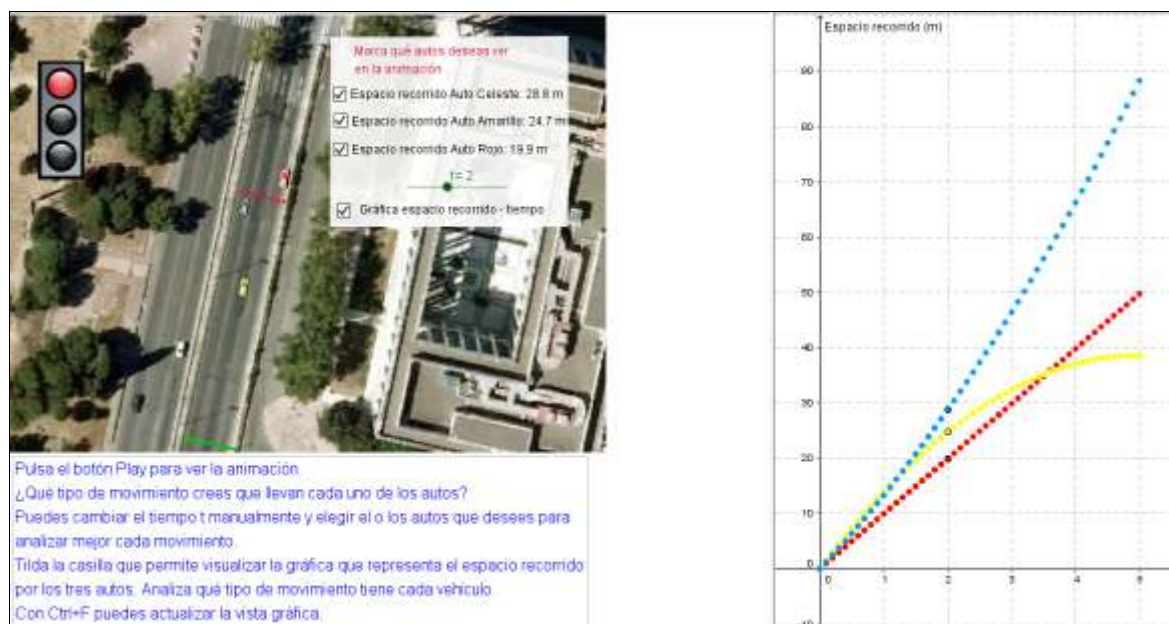 Marca qué autos deseas ver
en la animación
Espacio recorrido Auto Celeste: 28.8 m
Espacio recorrido Auto Amarillo: 24.7 m
Espacio recorrido Auto Rojo: 19.9 m
t = 2
Gráfica espacio recorrido - tiempo
Pulsa el botón Play para ver la animación
¿Qué tipo de movimiento crees que llevan cada uno de los autos?
Puedes cambiar el tiempo t manualmente y elegir el o los autos que desees para
analizar mejor cada movimiento.
Tilda la casilla que permite visualizar la gráfica que representa el espacio recorrido
por los tres autos. Analiza qué tipo de movimiento tiene cada vehículo
Con Ctrl+F puedes actualizar la vista gráfica.
Espacio recorrido (m)
90
80
70
60
50
40
30
20
10
0
0 1 2 3 4 5
-10